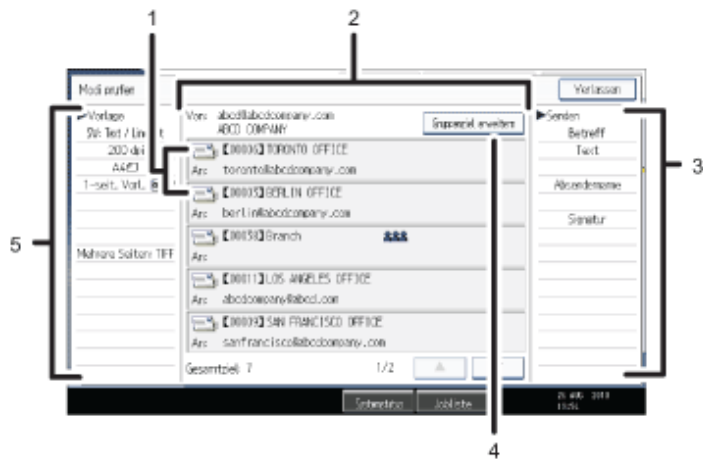 1
2
Modi prüfen
Verlassen
Vorlage
Von: abcd@abcdcompany.com
ABCD COMPANY
Gruppenziel erweitern
Senden
SW: Text /
Betreff
200 dpi
【00006】TORONTO OFFICE
Text
A4
An: toronto@abcdcompany.com
3
1-seit. Vorl.
【00005】BERLIN OFFICE
Absendername
An: berlin@abcdcompany.com
Signatur
5
【00038】Branch
Mehrere Seiten: TIFF
An:
【00011】LOS ANGELES OFFICE
An: abcdcompany@abcd.com
【00009】SAN FRANCISCO OFFICE
An: sanfrancisco@abcdcompany.com
Gesamtziel: 7
1/2
Systemstatus
Jobliste
2010
4